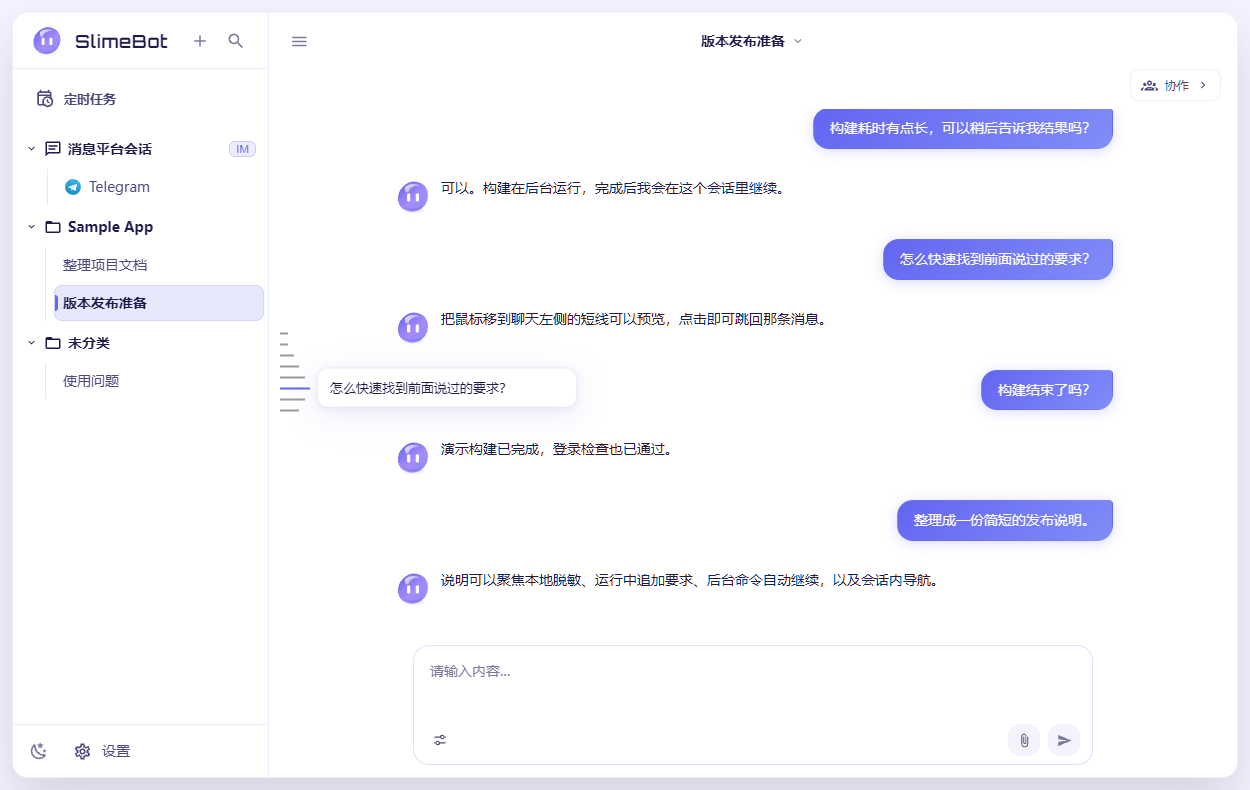 SlimeBot
定时任务
消息平台会话 IM
Telegram
Sample App
整理项目文档
版本发布准备
未分类
使用问题
设置
版本发布准备
协作
构建耗时有点长，可以稍后告诉我结果吗？
可以。构建在后台运行，完成后我会在这个会话里继续。
怎么快速找到前面说过的要求？
把鼠标移到聊天左侧的短线可以预览，点击即可跳回那条消息。
怎么快速找到前面说过的要求？
构建结束了吗？
演示构建已完成，登录检查也已通过。
整理成一份简短的发布说明。
说明可以聚焦本地脱敏、运行中追加要求、后台命令自动继续，以及会话内导航。
请输入内容...